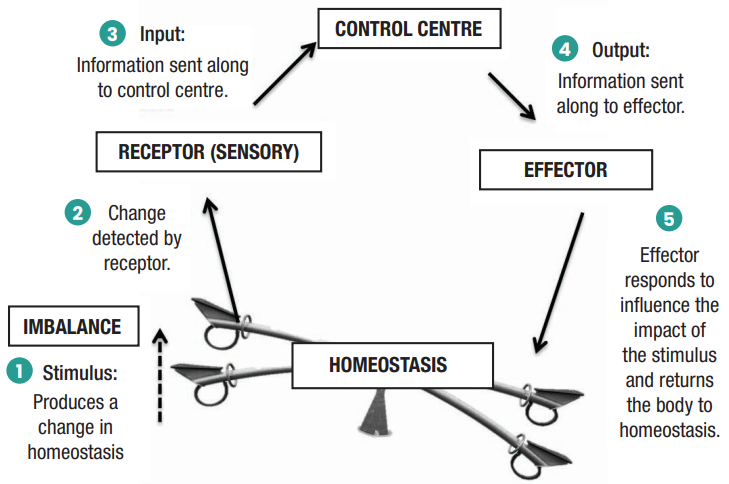 CONTROL CENTRE
3 Input:
Information sent along
to control centre.
4 Output:
Information sent
along to effector.
RECEPTOR (SENSORY)
EFFECTOR
2 Change
detected by
receptor.
5
Effector
responds to
influence the
impact of
the stimulus
and returns
the body to
homeostasis.
IMBALANCE
1 Stimulus:
Produces a
change in
homeostasis
HOMEOSTASIS